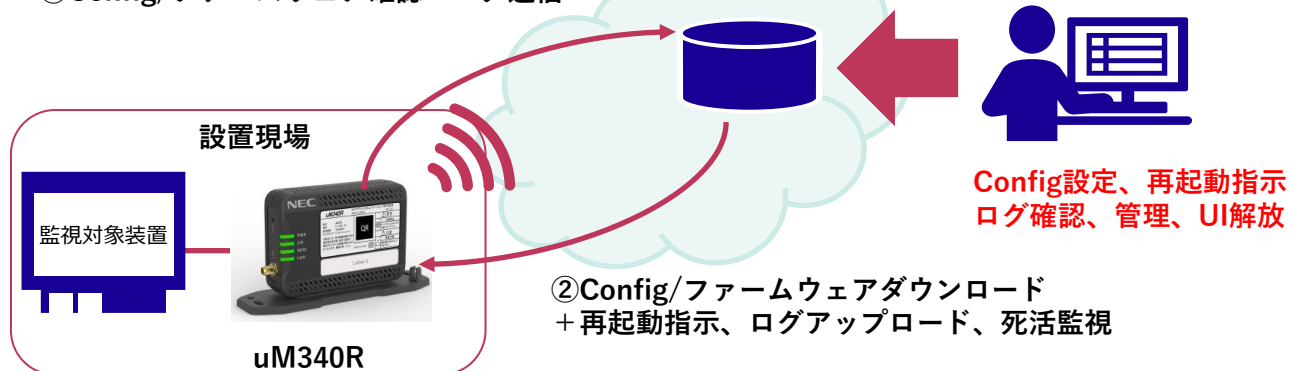 設置現場
監視対象装置
NEC
uM340R
QR
Label 2
uM340R
Config設定、再起動指示
ログ確認、管理、UI解放
②Config/ファームウェアダウンロード
+再起動指示、ログアップロード、死活監視